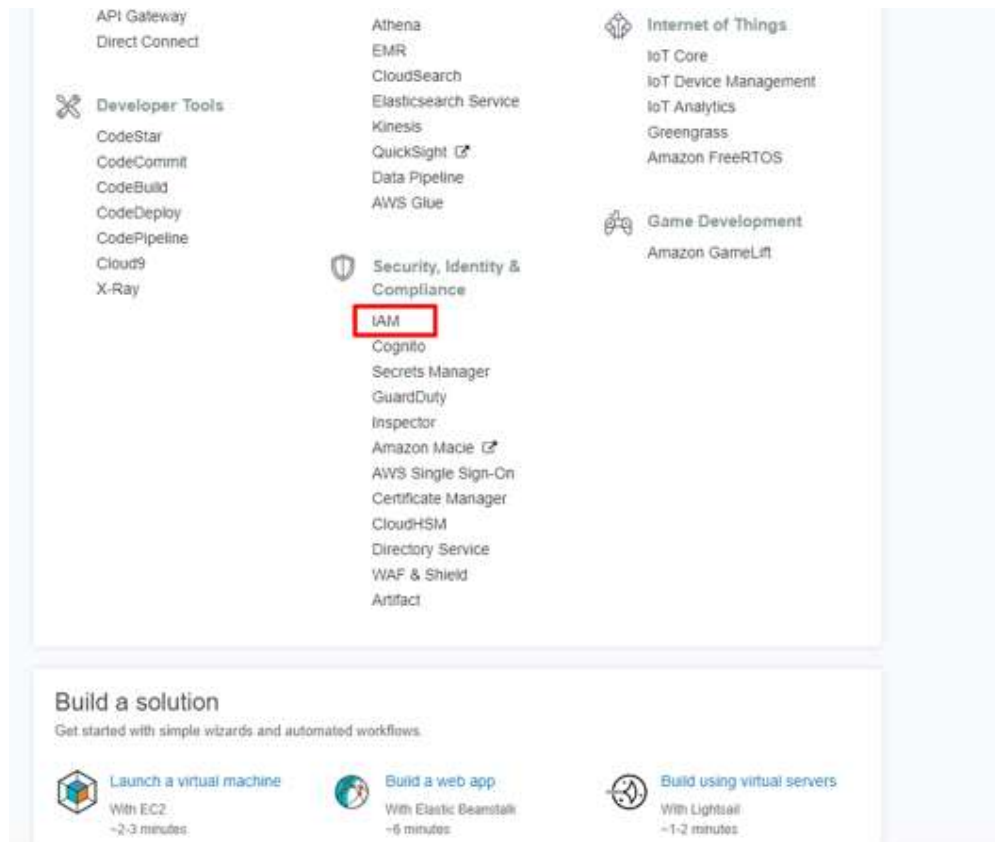 API Gateway
Direct Connect
Developer Tools
CodeStar
CodeCommit
CodeBuild
CodeDeploy
CodePipeline
Cloud9
X-Ray
Athena
EMR
CloudSearch
Elasticsearch Service
Kinesis
QuickSight
Data Pipeline
AWS Glue
Security, Identity &
Compliance
IAM
Cognito
Secrets Manager
GuardDuty
Inspector
Amazon Macie
AWS Single Sign-On
Certificate Manager
CloudHSM
Directory Service
WAF & Shield
Artifact
Internet of Things
IoT Core
IoT Device Management
IoT Analytics
Greengrass
Amazon FreeRTOS
Game Development
Amazon GameLift
Build a solution
Get started with simple wizards and automated workflows.
Launch a virtual machine
With EC2
~2-3 minutes
Build a web app
With Elastic Beanstalk
~6 minutes
Build using virtual servers
With Lightsail
~1-2 minutes